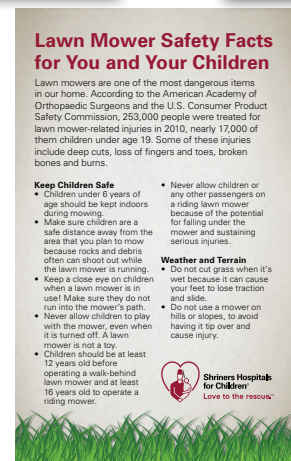 Lawn Mower Safety Facts
for You and Your Children
Lawn mowers are one of the most dangerous items
in our home. According to the American Academy of
Orthopaedic Surgeons and the U.S. Consumer Product
Safety Commission, 253,000 people were treated for
lawn mower-related injuries in 2010, nearly 17,000 of
them children under age 19. Some of these injuries
include deep cuts, loss of fingers and toes, broken
bones and burns.
Keep Children Safe
• Children under 6 years of
age should be kept indoors
during mowing.
• Make sure children are a
safe distance away from the
area that you plan to mow
because rocks and debris
often can shoot out while
the lawn mower is running.
• Keep a close eye on children
when a lawn mower is in
use! Make sure they do not
run into the mower's path.
• Never allow children to play
with the mower, even when
it is turned off. A lawn
mower is not a toy.
• Children should be at least
12 years old before
operating a walk-behind
lawn mower and at least
16 years old to operate a
riding mower.
• Never allow children or
any other passengers on
a riding lawn mower
because of the potential
for falling under the
mower and sustaining
serious injuries.
Weather and Terrain
• Do not cut grass when it's
wet because it can cause
your feet to lose traction
and slide.
• Do not use a mower on
hills or slopes, to avoid
having it tip over and
cause injury.
Shriners Hospitals
for Children®
Love to the rescue.™